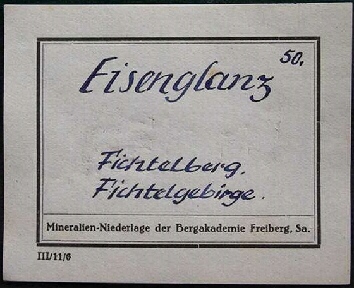 50.
Eisenglanz
Fichtelberg.
Fichtelgebirge.
Mineralien-Niederlage der Bergakademie Freiberg, Sa.
III/11/6